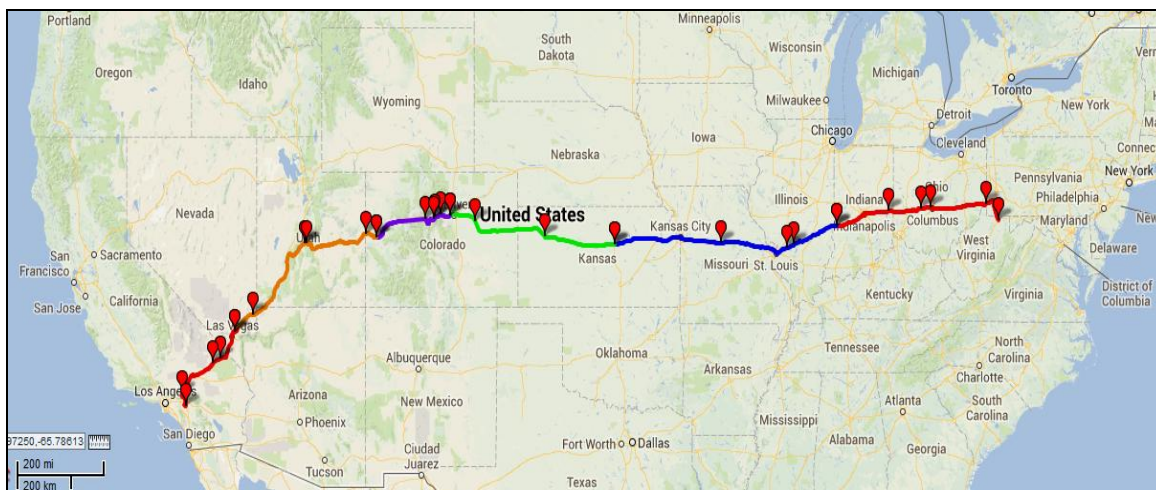 Portland
Minneapolis
Oregon
Idaho
South
Dakota
Wisconsin
Michigan
Toronto
Wyoming
Milwaukee
Detroit
New York
Iowa
Chicago
Cleveland
Connec
Nebraska
Nevada
Illinois
Indiana
Ohio
Pennsylvania
New York
Philadelphia
United States
Kansas City
Indianapolis
Columbus
Maryland
Sacramento
Utah
Colorado
West
Virginia
Delaware
San
Francisco
Kansas
Missouri
St. Louis
District of
Columbia
California
San Jose
Kentucky
Virginia
Las Vegas
Albuquerque
Oklahoma
Tennessee
North
Carolina
Charlotte
Los Angeles
Arizona
New Mexico
Arkansas
South
Carolina
Atlanta
Phoenix
Mississippi
Alabama
Georgia
San Diego
Fort Worth
Dallas
97250,-65.78613
Tucson
Ciudad
Juarez
Texas
200 mi
200 km